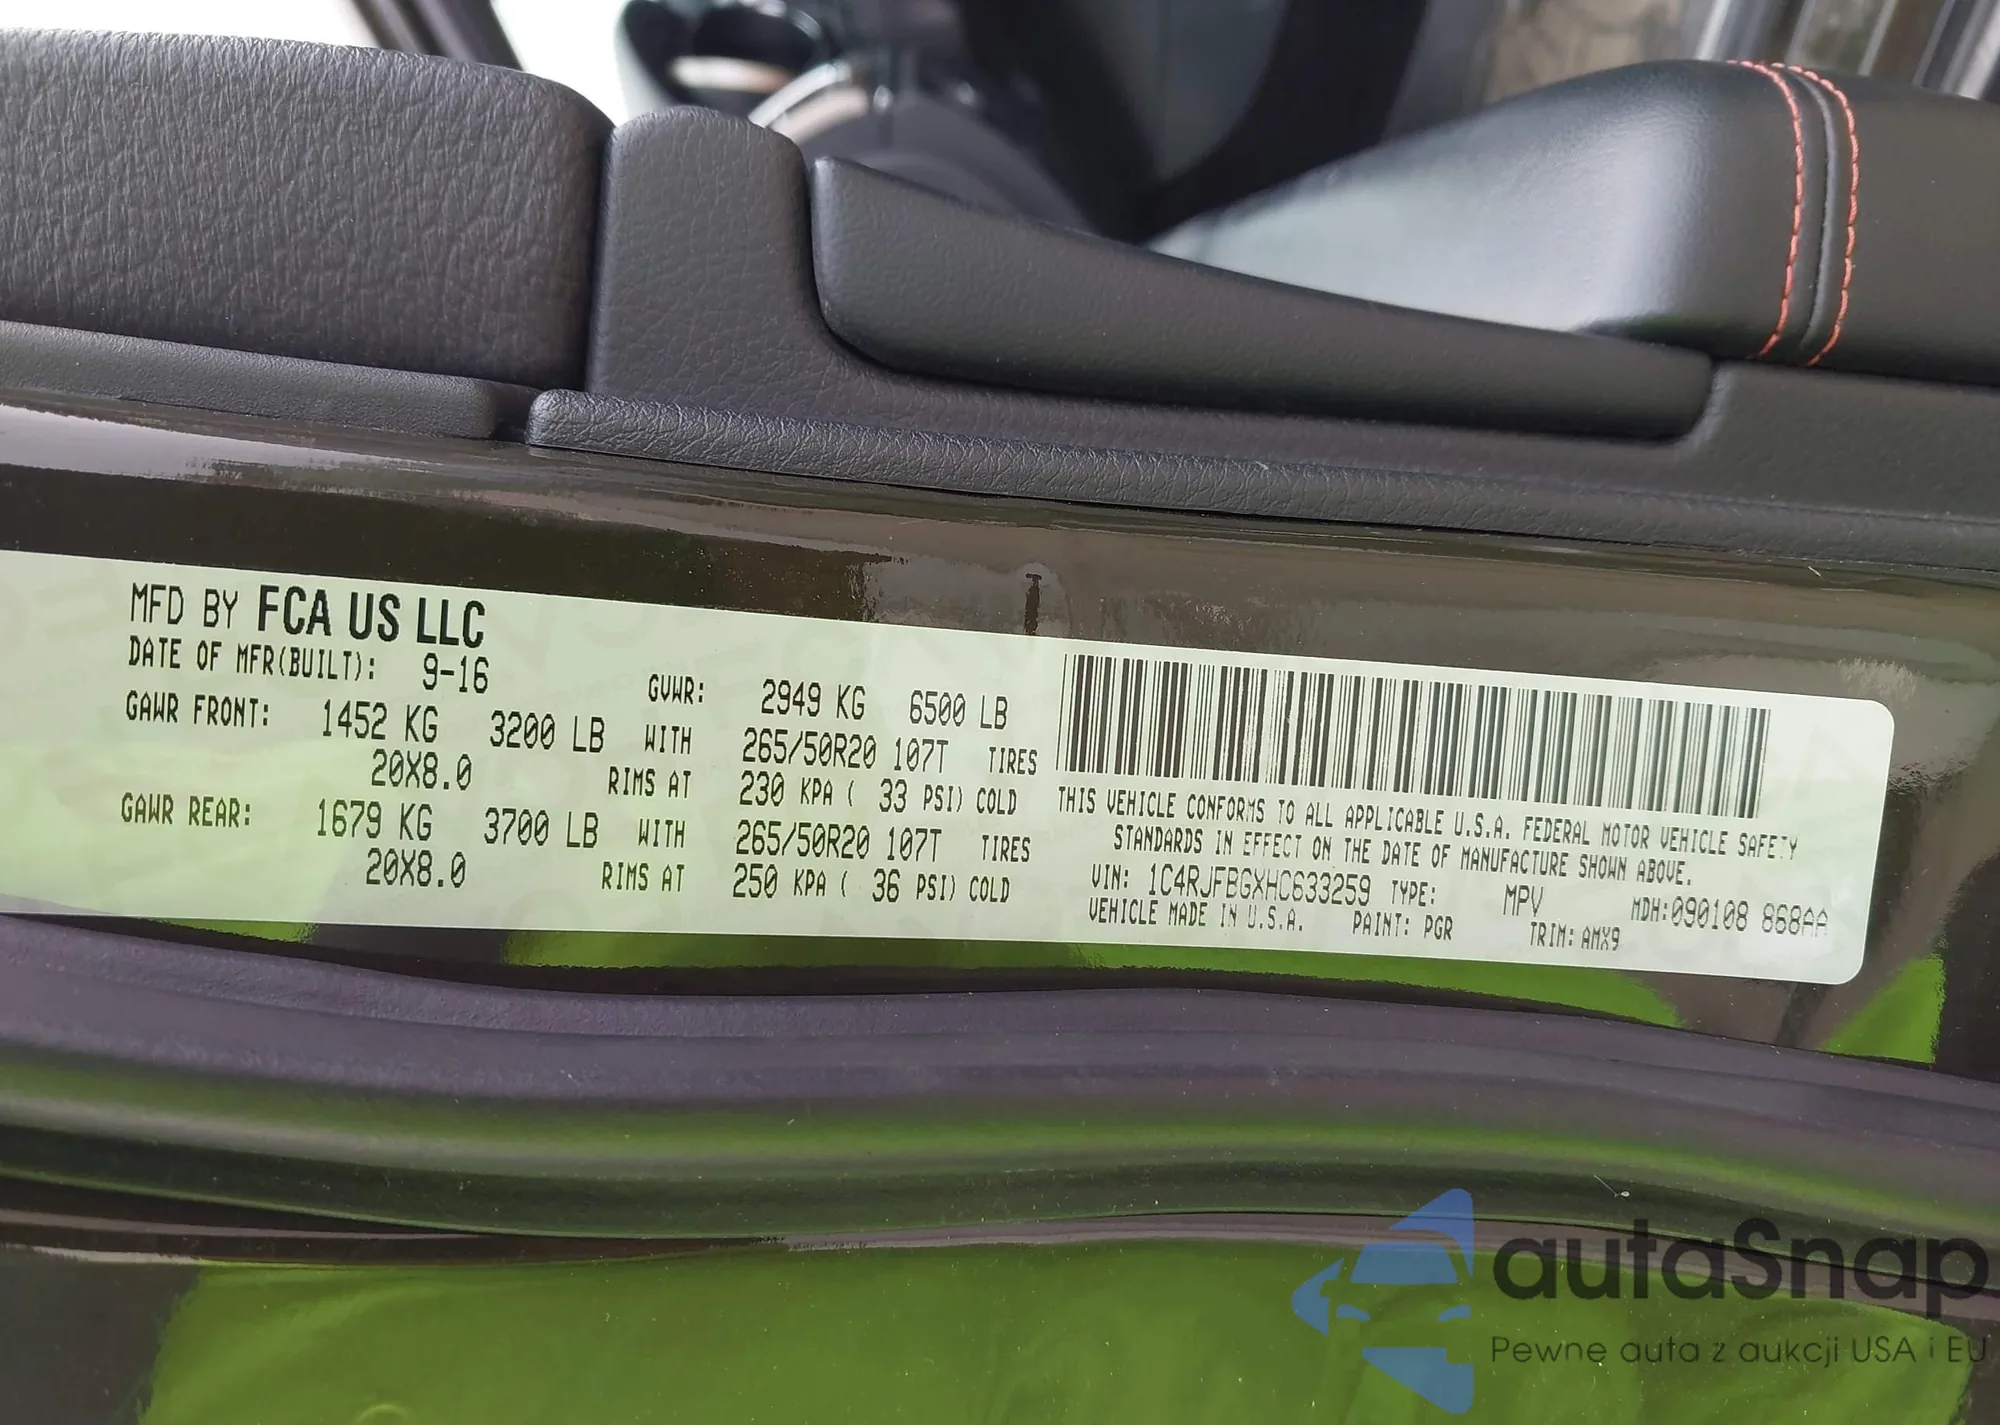 MFD BY FCA US LLC
DATE OF MFR(BUILT): 9-16
GVWR: 2949 KG 6500 LB
GAWR FRONT: 1452 KG 3200 LB WITH 265/50R20 107T TIRES
20X8.0 RIMS AT 230 KPA ( 33 PSI) COLD
GAWR REAR: 1679 KG 3700 LB WITH 265/50R20 107T TIRES
20X8.0 RIMS AT 250 KPA ( 36 PSI) COLD
THIS VEHICLE CONFORMS TO ALL APPLICABLE U.S.A. FEDERAL MOTOR VEHICLE SAFETY
STANDARDS IN EFFECT ON THE DATE OF MANUFACTURE SHOWN ABOVE.
VIN: 1C4RJFBGXHC633259 TYPE: MPV MDH:090108 868AA
VEHICLE MADE IN U.S.A. PAINT: PGR TRIM: AMX9
autaSnap
Pewne auta z aukcji USA i EU